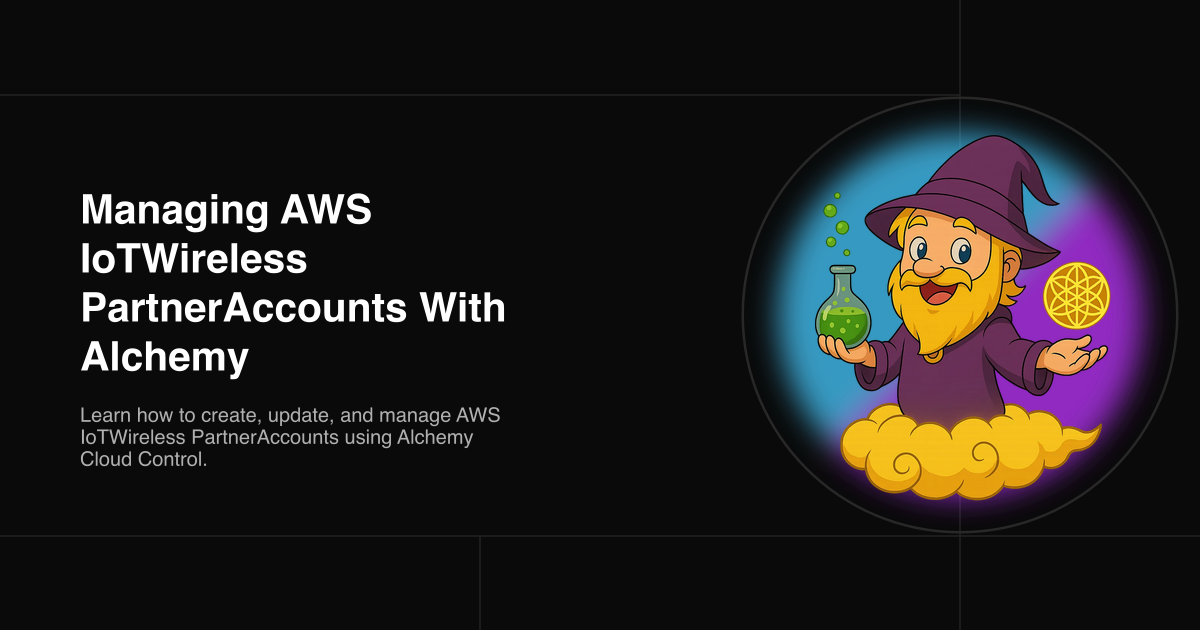 Managing AWS
IoTWireless
PartnerAccounts With
Alchemy
Learn how to create, update, and manage AWS
IoTWireless PartnerAccounts using Alchemy
Cloud Control.